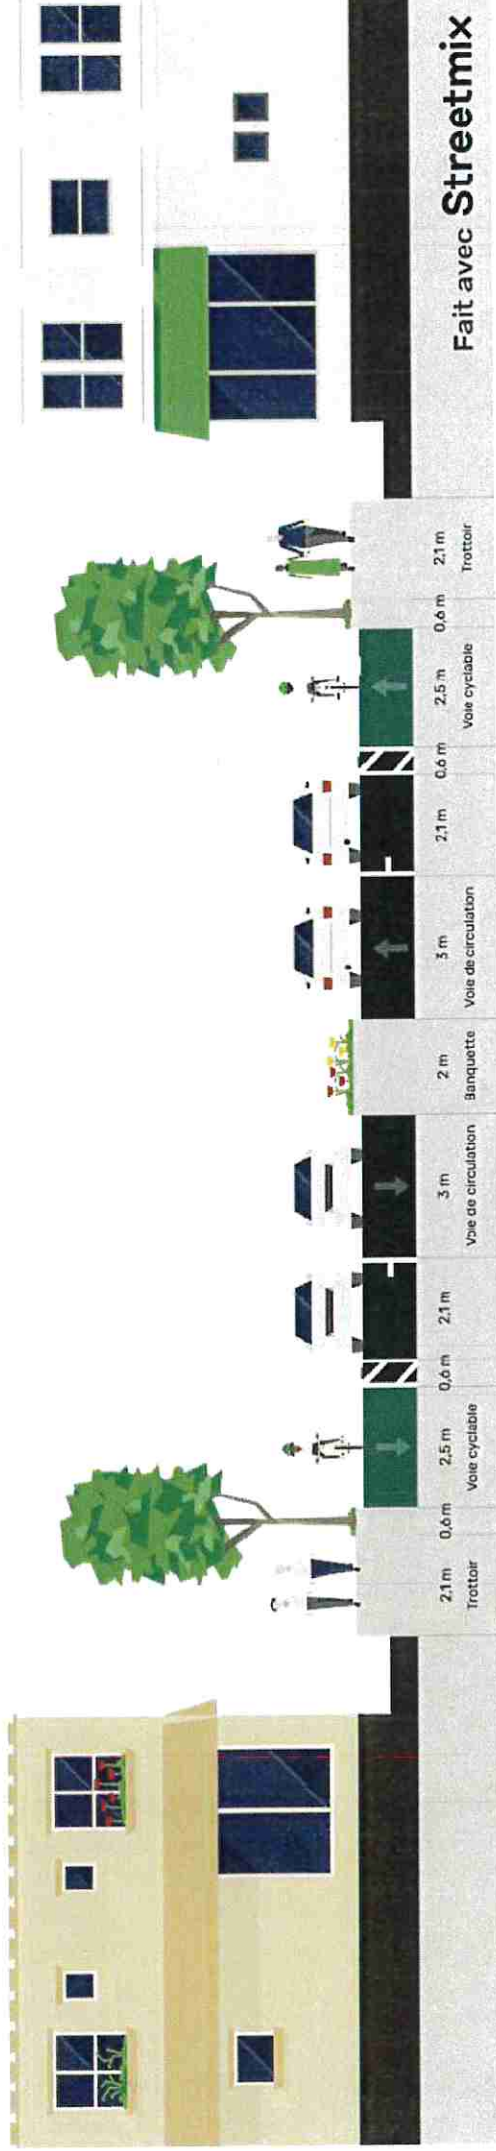 2,1 m
Trottoir
0,6 m
2,5 m
Voie cyclable
0,6 m
2,1 m
3 m
Voie de circulation
2 m
Banquette
3 m
Voie de circulation
2,1 m
0,6 m
2,5 m
Voie cyclable
0,6 m
2,1 m
Trottoir
Fait avec Streetmix